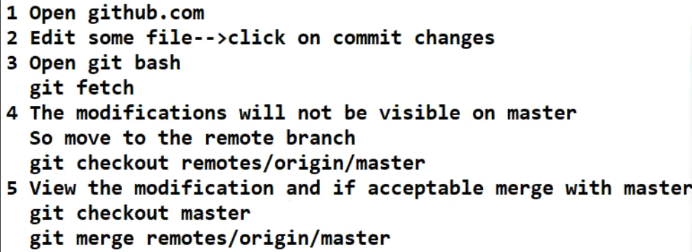 1 Open github.com
2 Edit some file-->click on commit changes
3 Open git bash
git fetch
4 The modifications will not be visible on master
So move to the remote branch
git checkout remotes/origin/master
5 View the modification and if acceptable merge with master
git checkout master
git merge remotes/origin/master